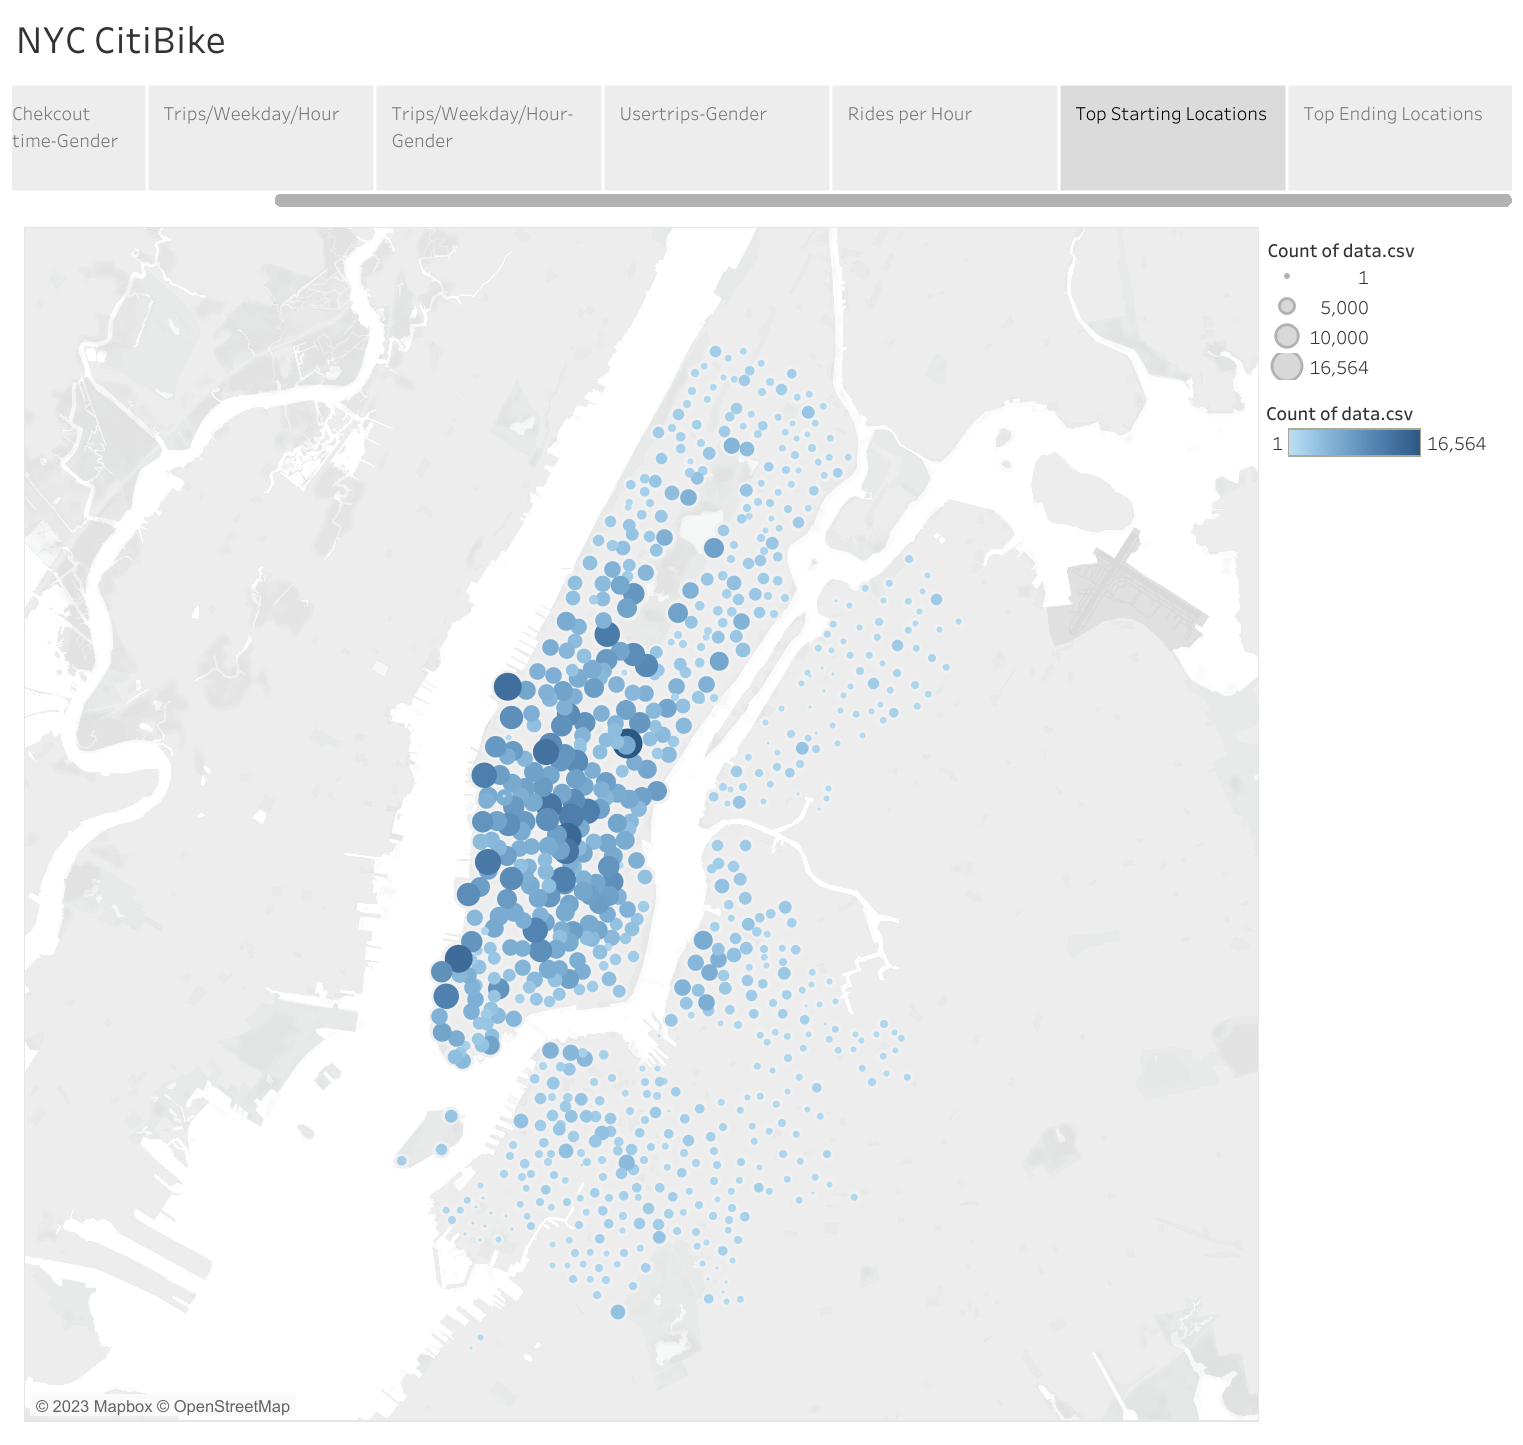 NYC CitiBike
Chekcout
time-Gender
Trips/Weekday/Hour
Trips/Weekday/Hour-
Gender
Usertrips-Gender
Rides per Hour
Top Starting Locations
Top Ending Locations
Count of data.csv
1
5,000
10,000
16,564
Count of data.csv
1
16,564
© 2023 Mapbox © OpenStreetMap